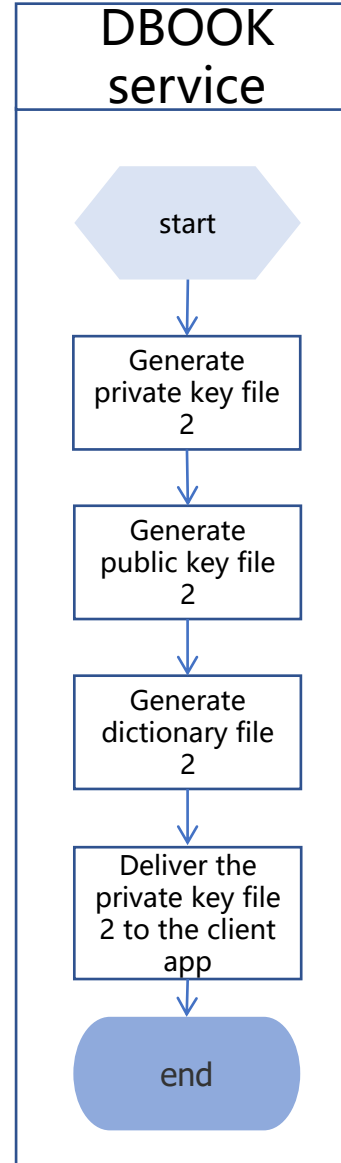 DBOOK
service
start
Generate
private key file
2
Generate
public key file
2
Generate
dictionary file
2
Deliver the
private key file
2 to the client
app
end